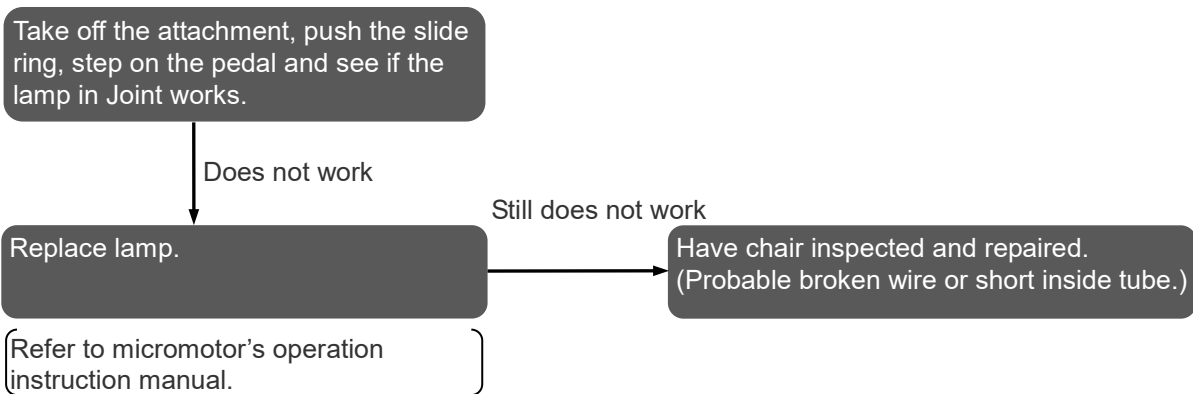 Take off the attachment, push the slide
ring, step on the pedal and see if the
lamp in Joint works.
Does not work
Still does not work
Replace lamp.
Have chair inspected and repaired.
(Probable broken wire or short inside tube.)
Refer to micromotor’s operation
instruction manual.